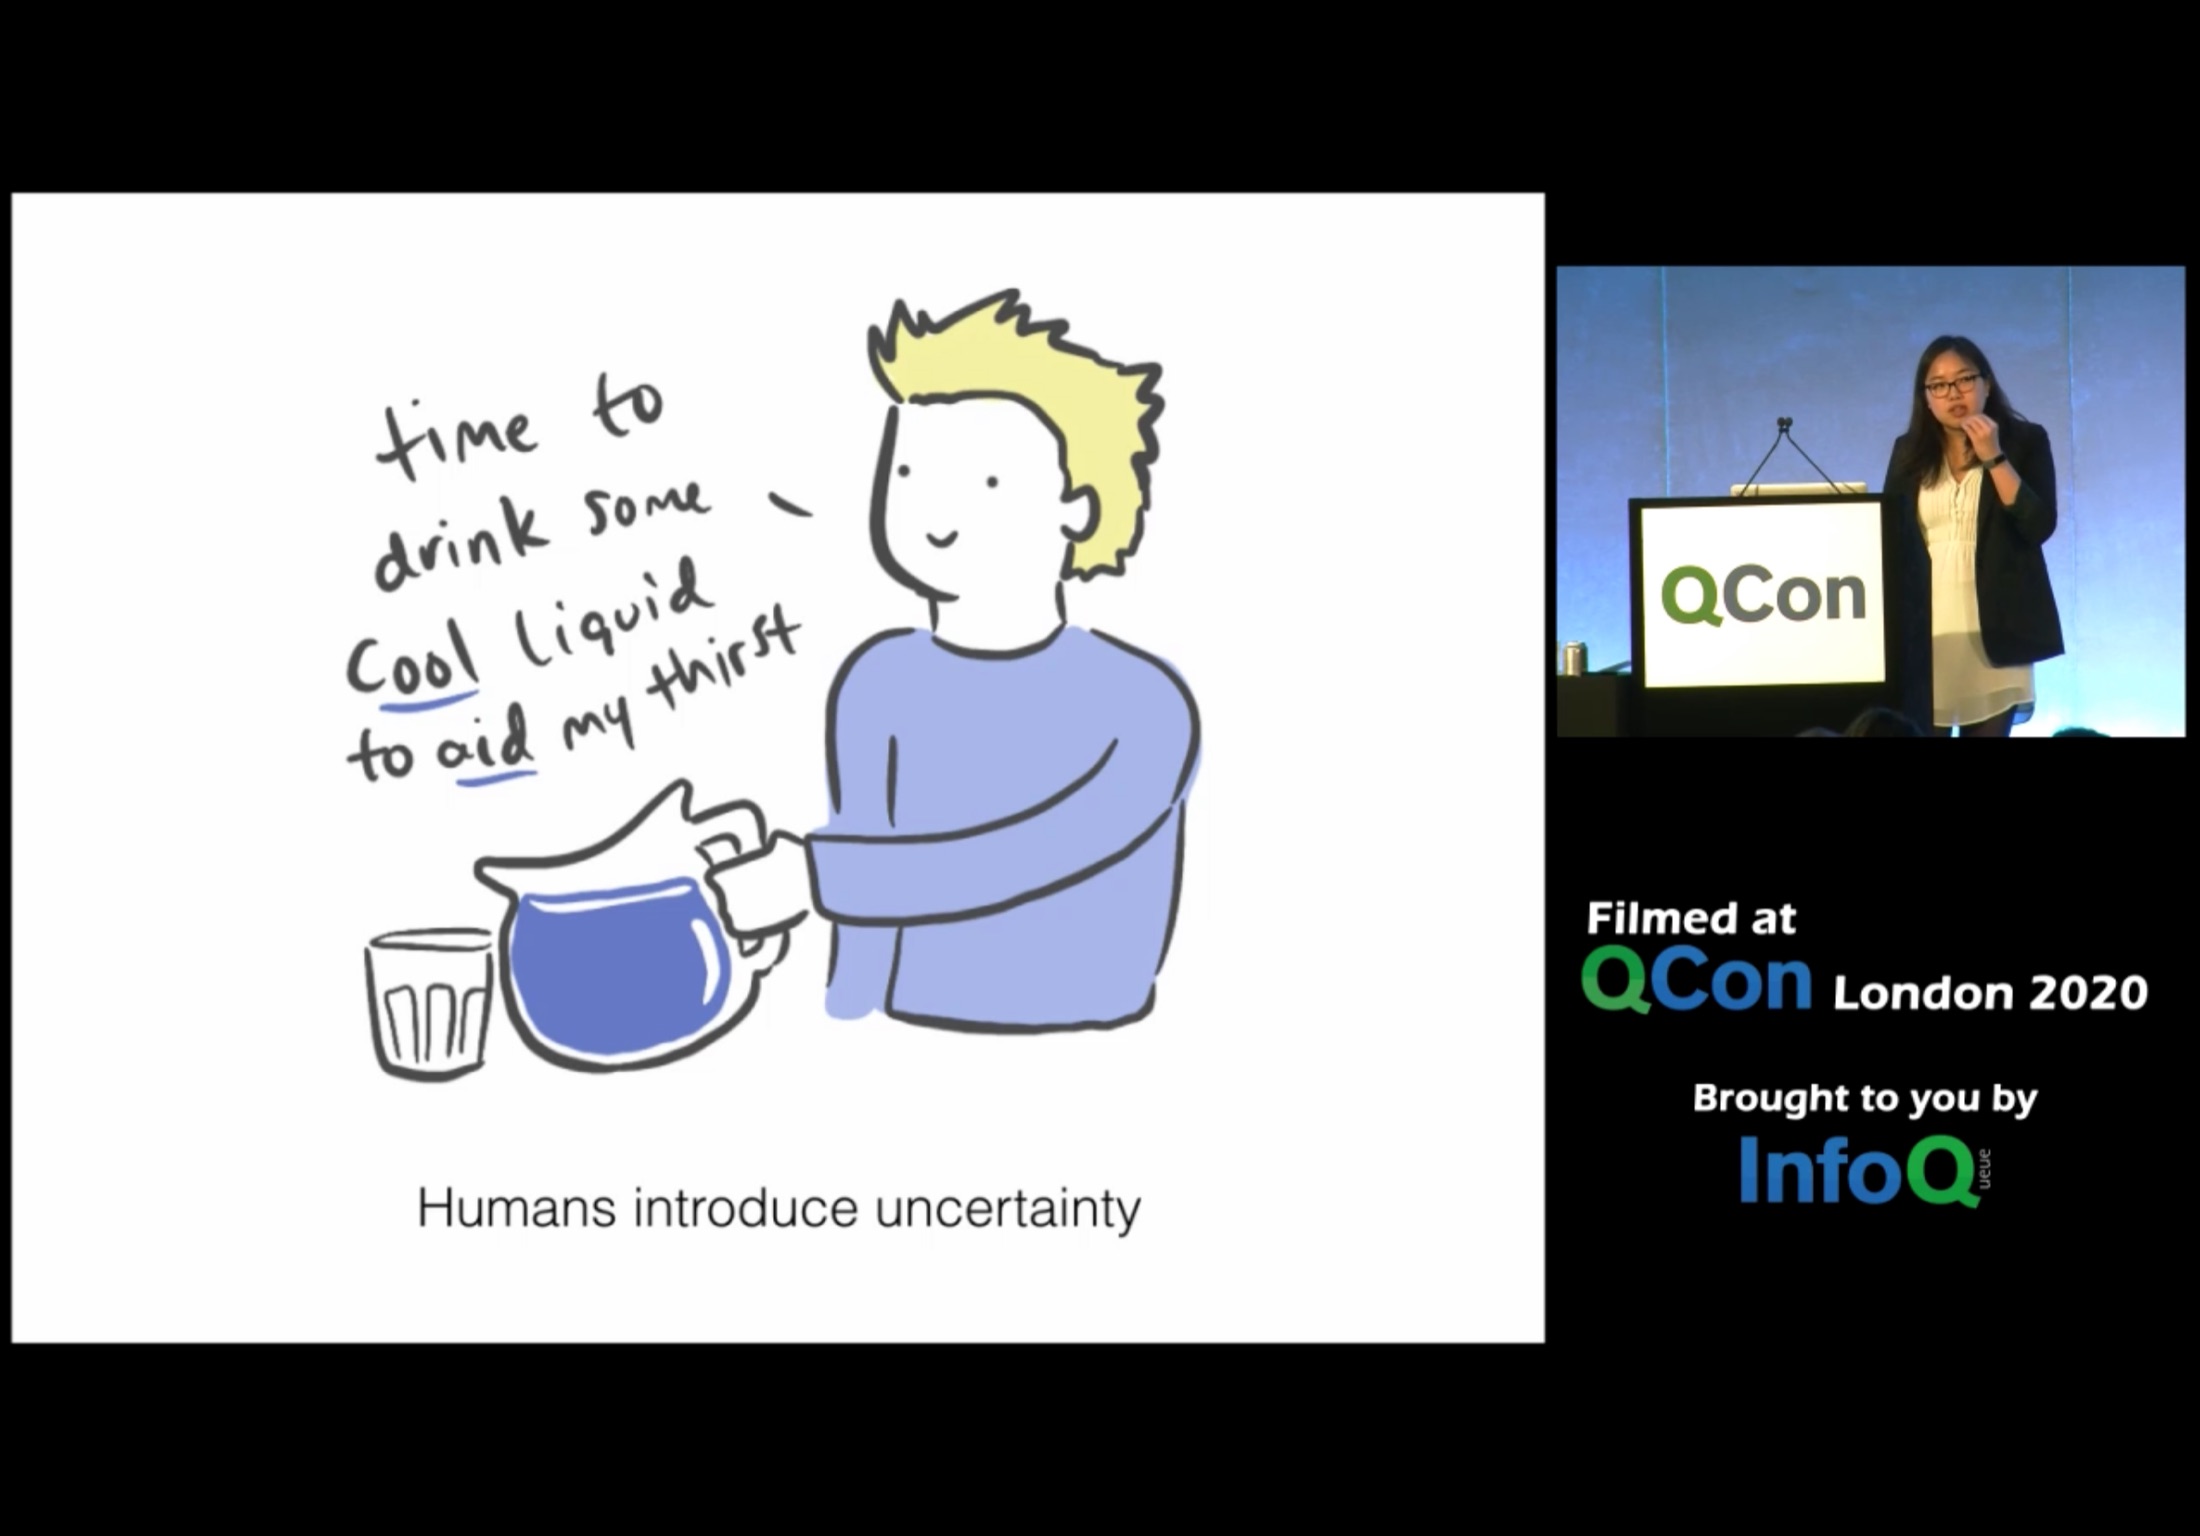 time to
drink some
Cool liquid
to aid my thirst
Humans introduce uncertainty
QCon
Filmed at
QCon London 2020
Brought to you by
InfoQ
ueue